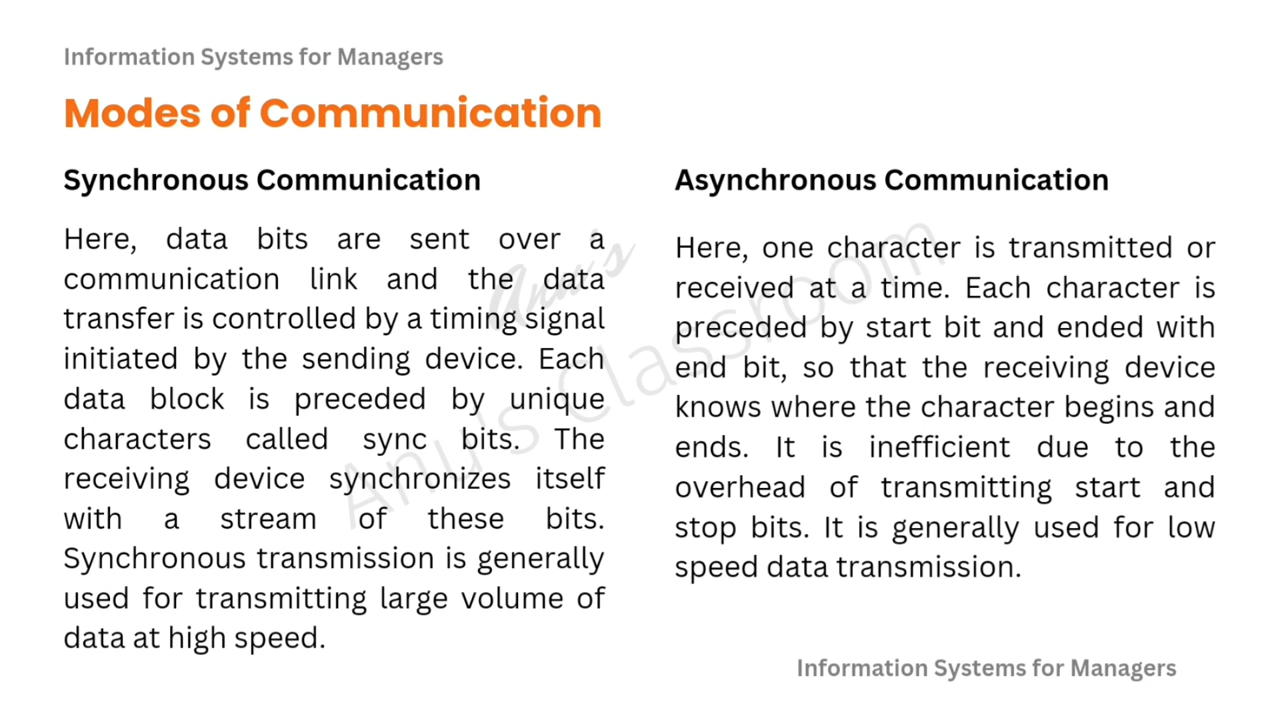 Information Systems for Managers
Modes of Communication
Synchronous Communication
Here, data bits are sent over a
communication link and the data
transfer is controlled by a timing signal
initiated by the sending device. Each
data block is preceded by unique
characters called sync bits. The
receiving device synchronizes itself
with a stream of these bits.
Synchronous transmission is generally
used for transmitting large volume of
data at high speed.
Asynchronous Communication
Here, one character is transmitted or
received at a time. Each character is
preceded by start bit and ended with
end bit, so that the receiving device
knows where the character begins and
ends. It is inefficient due to the
overhead of transmitting start and
stop bits. It is generally used for low
speed data transmission.
Anu's
Anu's Classroom
Information Systems for Managers